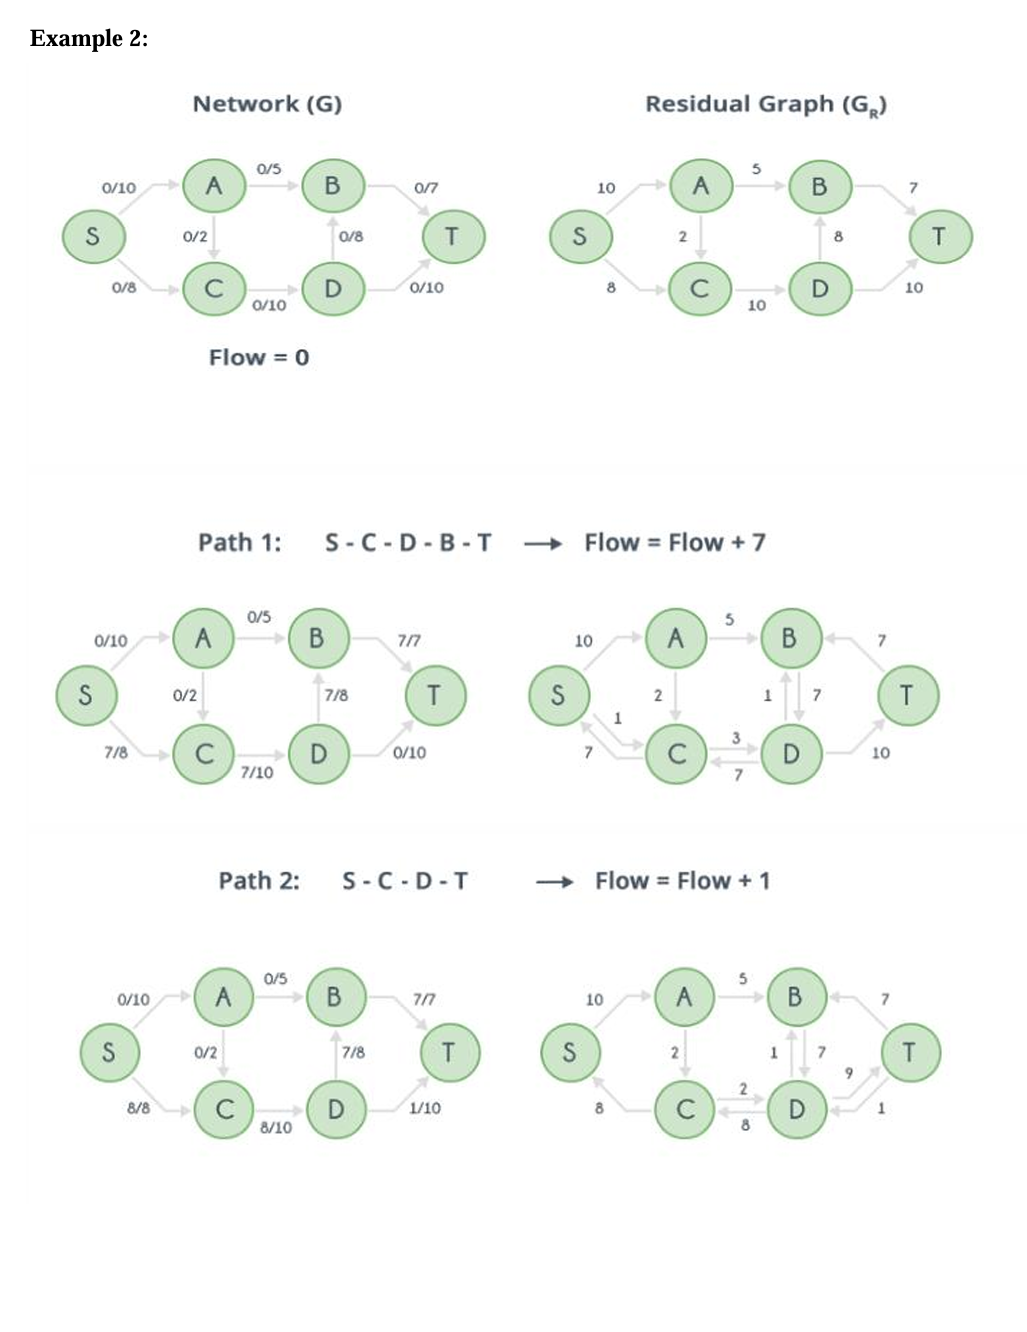 Example 2:
Network (G) Residual Graph (GR)
0/5 5
A B A B
0/10 0/7 10 7
S 0/2 0/8 T S 2 8 T
0/8 C D 0/10 8 C D 10
0/10 10
Flow = 0
Path 1: S - C - D - B - T → Flow = Flow + 7
0/5 5
A B A B
0/10 7/7 10 7
S 0/2 7/8 T S 2 1 7 T
1
7/8 C D 0/10 7 C 3 D 10
7/10 7
Path 2: S - C - D - T → Flow = Flow + 1
0/5 5
A B A B
0/10 7/7 10 7
S 0/2 7/8 T S 2 1 7 T
9
8/8 C D 1/10 8 C 2 D 1
8/10 8